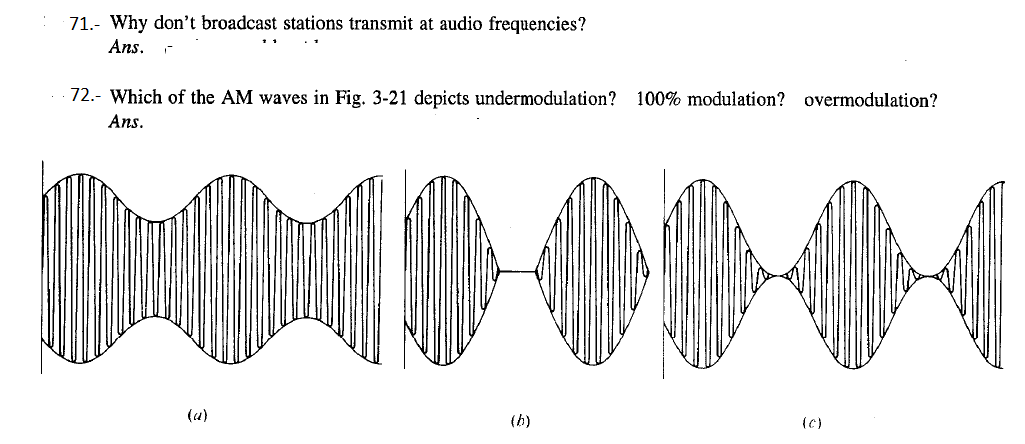 71.- Why don't broadcast stations transmit at audio frequencies?
Ans.
72.- Which of the AM waves in Fig. 3-21 depicts undermodulation? 100% modulation? overmodulation?
Ans.
(a) (b) (c)